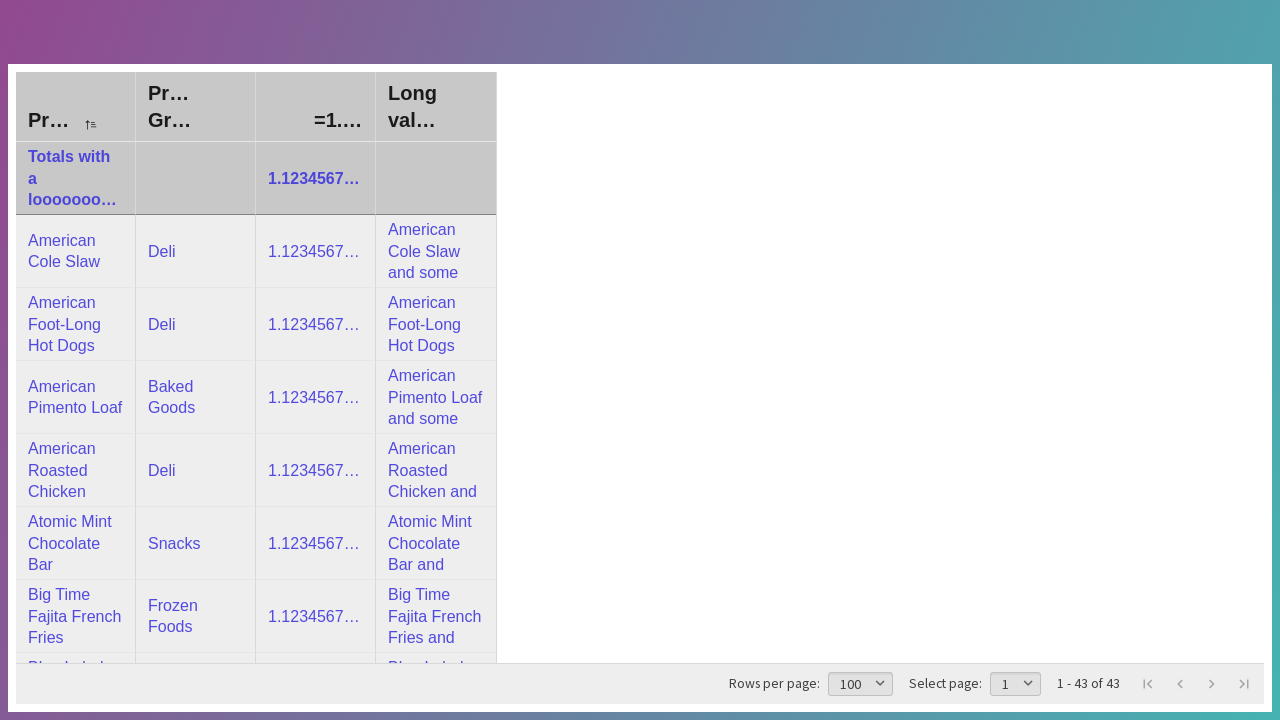 Pr…
Pr…
Gr…
=1.…
Long
val…
Totals with
a
looooooo…
1.1234567…
American
Cole Slaw
Deli
1.1234567…
American
Cole Slaw
and some
American
Foot-Long
Hot Dogs
Deli
1.1234567…
American
Foot-Long
Hot Dogs
American
Pimento Loaf
Baked
Goods
1.1234567…
American
Pimento Loaf
and some
American
Roasted
Chicken
Deli
1.1234567…
American
Roasted
Chicken and
Atomic Mint
Chocolate
Bar
Snacks
1.1234567…
Atomic Mint
Chocolate
Bar and
Big Time
Fajita French
Fries
Frozen
Foods
1.1234567…
Big Time
Fajita French
Fries and
Rows per page: 100 Select page: 1 1 - 43 of 43